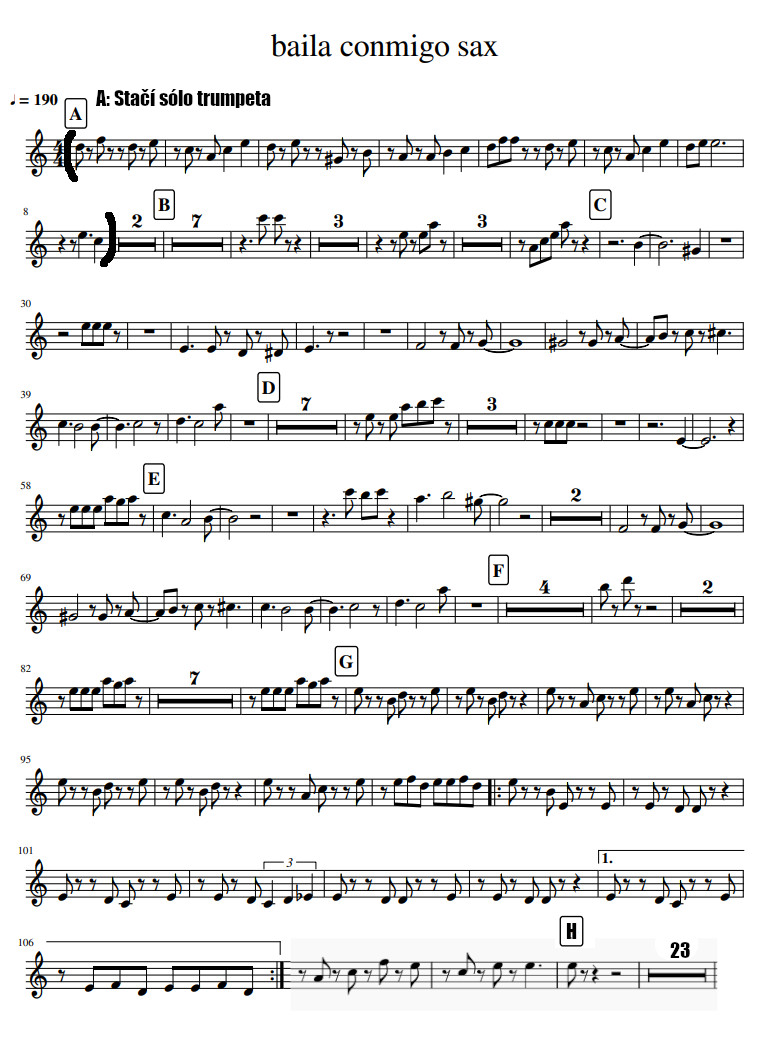 baila conmigo sax
♩ = 190 A A: Stačí sólo trumpeta
8 B 2 7 3 3 C
30
39 D 7 3
58 E 2
69 F 4 2
82 7 G
95
101 3 1.
106 H 23